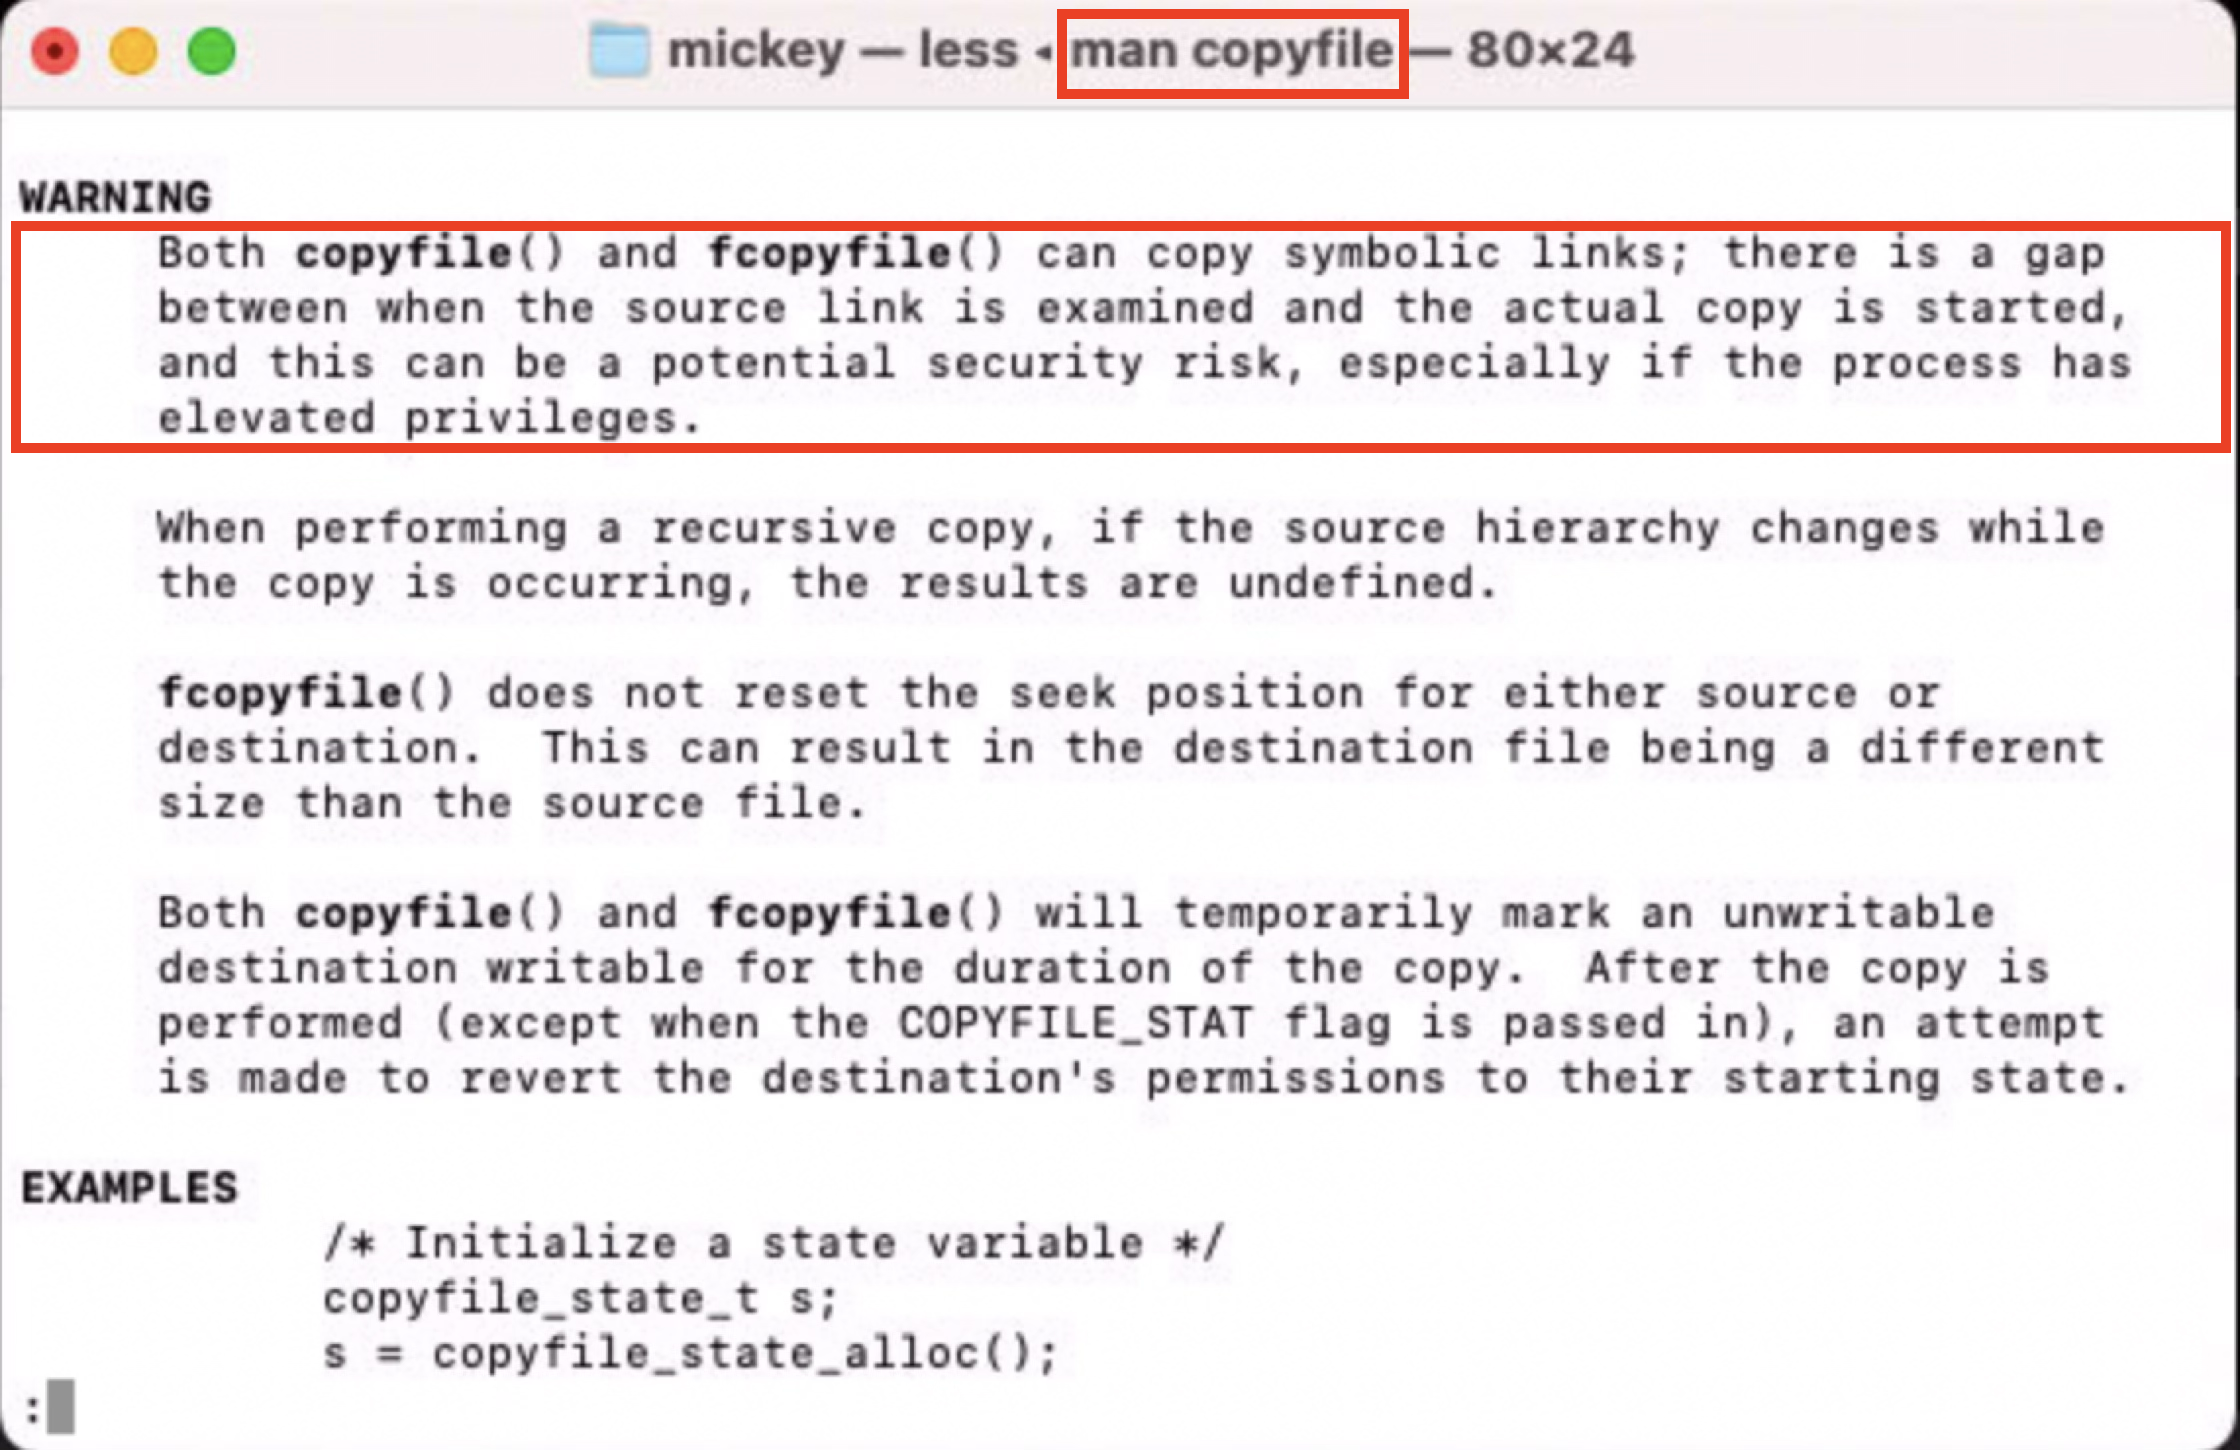 mickey — less ◂ man copyfile — 80×24
WARNING
Both copyfile() and fcopyfile() can copy symbolic links; there is a gap
between when the source link is examined and the actual copy is started,
and this can be a potential security risk, especially if the process has
elevated privileges.
When performing a recursive copy, if the source hierarchy changes while
the copy is occurring, the results are undefined.
fcopyfile() does not reset the seek position for either source or
destination.  This can result in the destination file being a different
size than the source file.
Both copyfile() and fcopyfile() will temporarily mark an unwritable
destination writable for the duration of the copy.  After the copy is
performed (except when the COPYFILE_STAT flag is passed in), an attempt
is made to revert the destination's permissions to their starting state.
EXAMPLES
/* Initialize a state variable */
copyfile_state_t s;
s = copyfile_state_alloc();
: